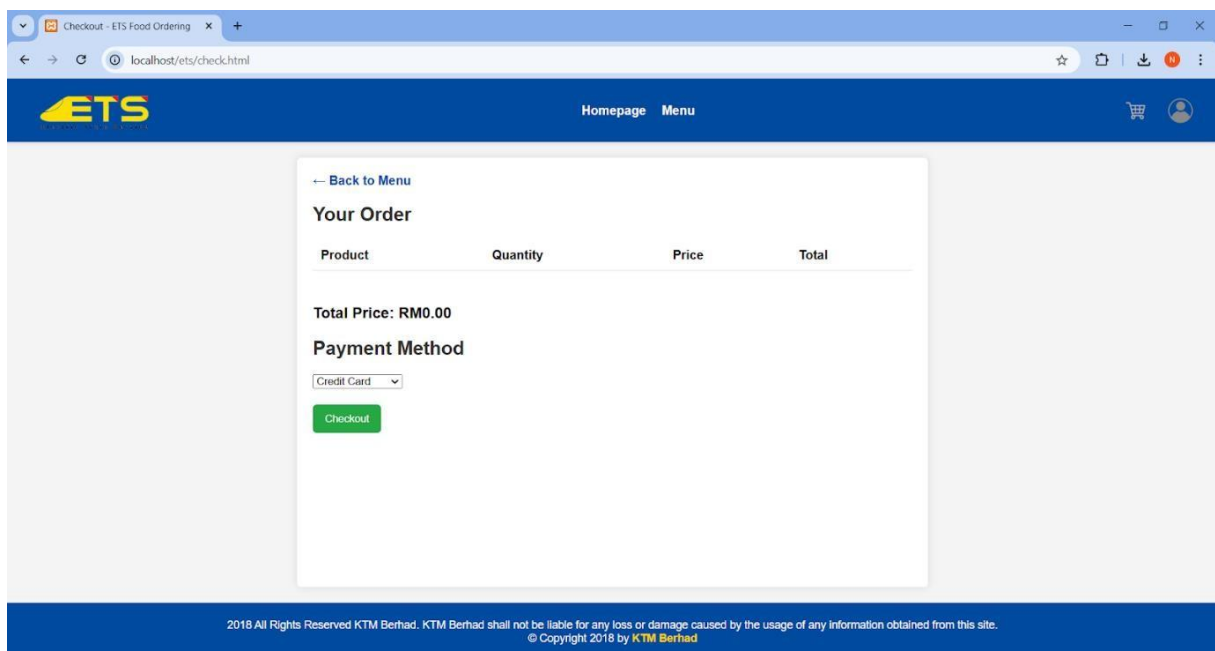 Checkout - ETS Food Ordering
localhost/ets/check.html
N
ETS
Homepage Menu
← Back to Menu
Your Order
Product Quantity Price Total
Total Price: RM0.00
Payment Method
Credit Card
Checkout
2018 All Rights Reserved KTM Berhad. KTM Berhad shall not be liable for any loss or damage caused by the usage of any information obtained from this site.
© Copyright 2018 by KTM Berhad